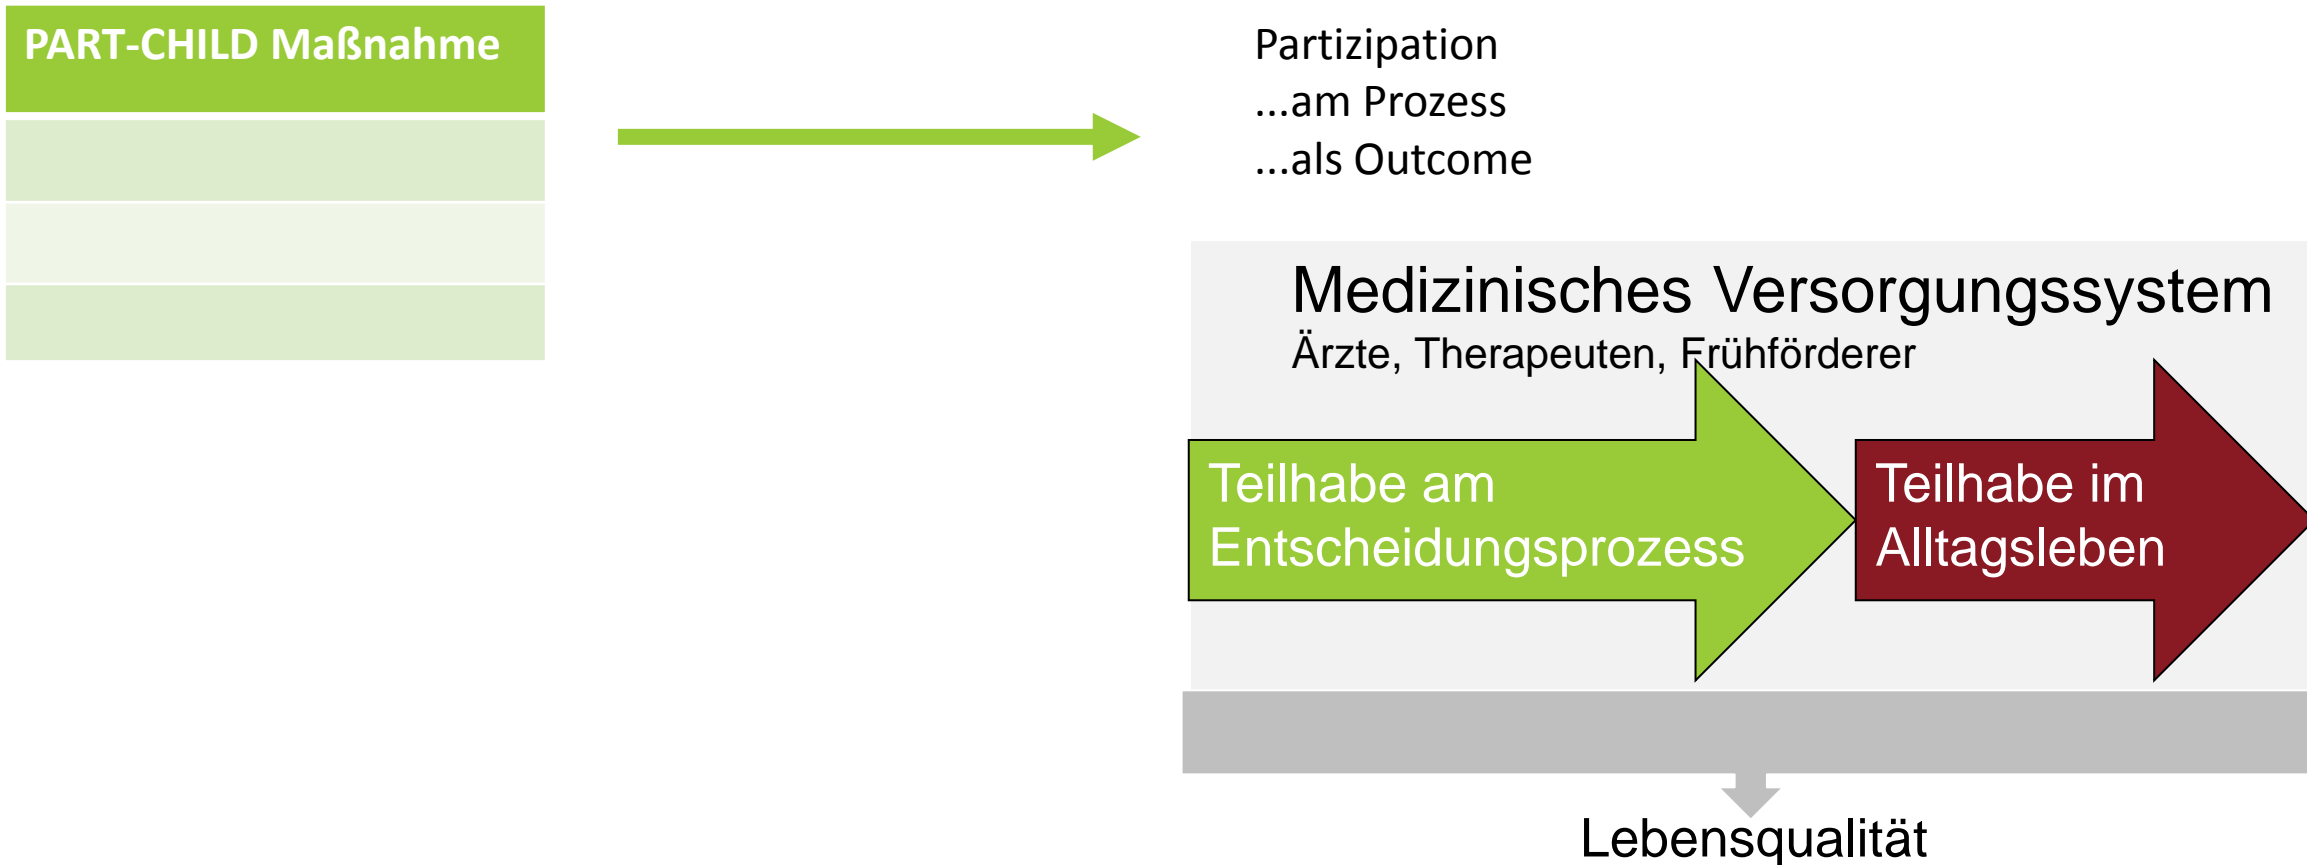 PART-CHILD Maßnahme
Partizipation
...am Prozess
...als Outcome
Medizinisches Versorgungssystem
Ärzte, Therapeuten, Frühförderer
Teilhabe am
Entscheidungsprozess
Teilhabe im
Alltagsleben
Lebensqualität